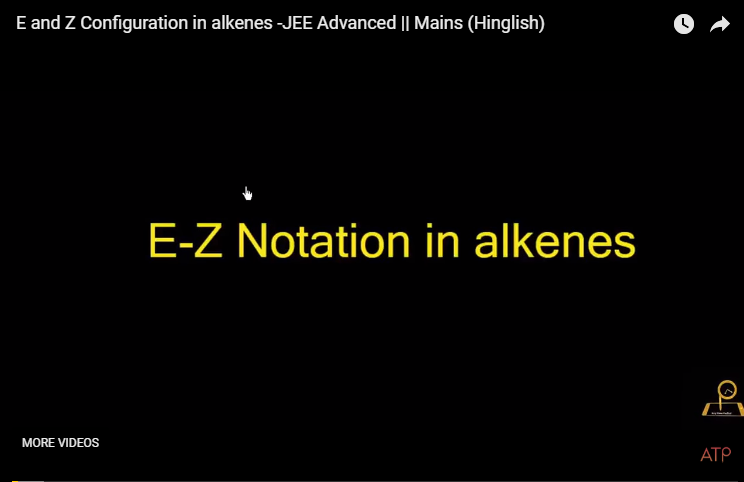 E and Z Configuration in alkenes -JEE Advanced || Mains (Hinglish)
E-Z Notation in alkenes
MORE VIDEOS
ATP